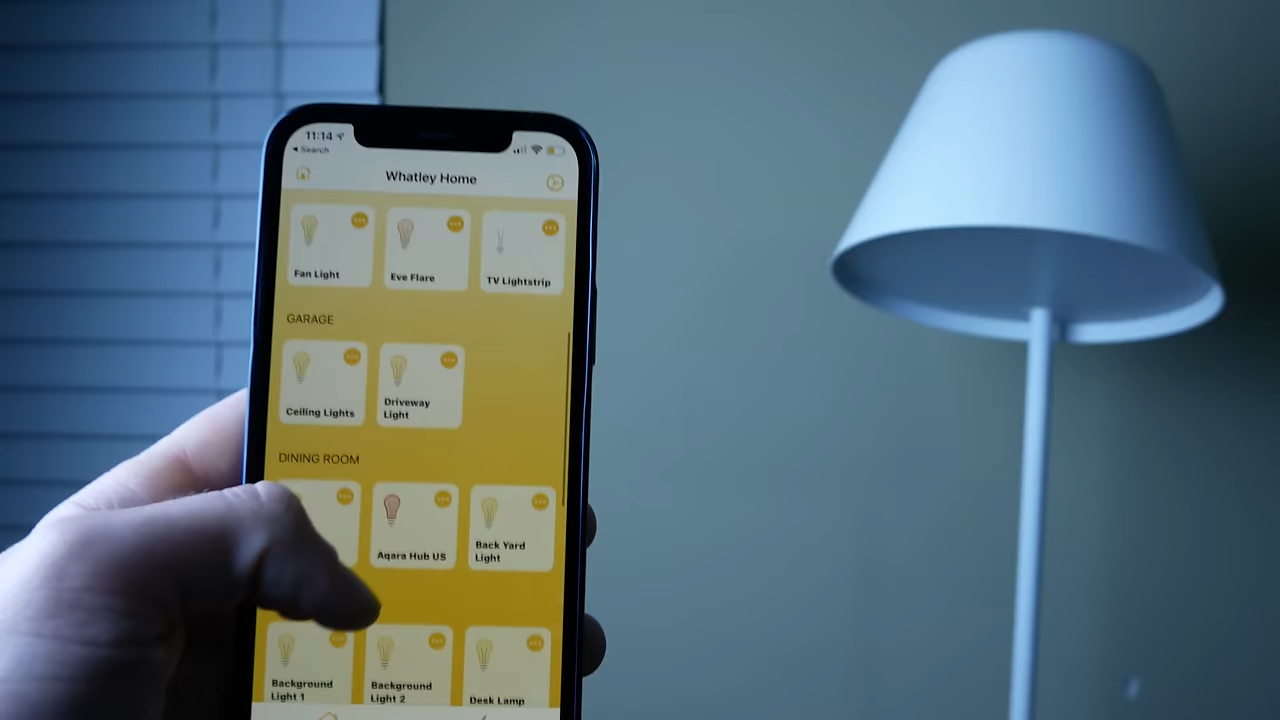 11:14
Search
Whatley Home
Fan Light
Eve Flare
TV Lightstrip
GARAGE
Ceiling Lights
Driveway
Light
DINING ROOM
Aqara Hub US
Back Yard
Light
Background
Light 1
Background
Light 2
Desk Lamp